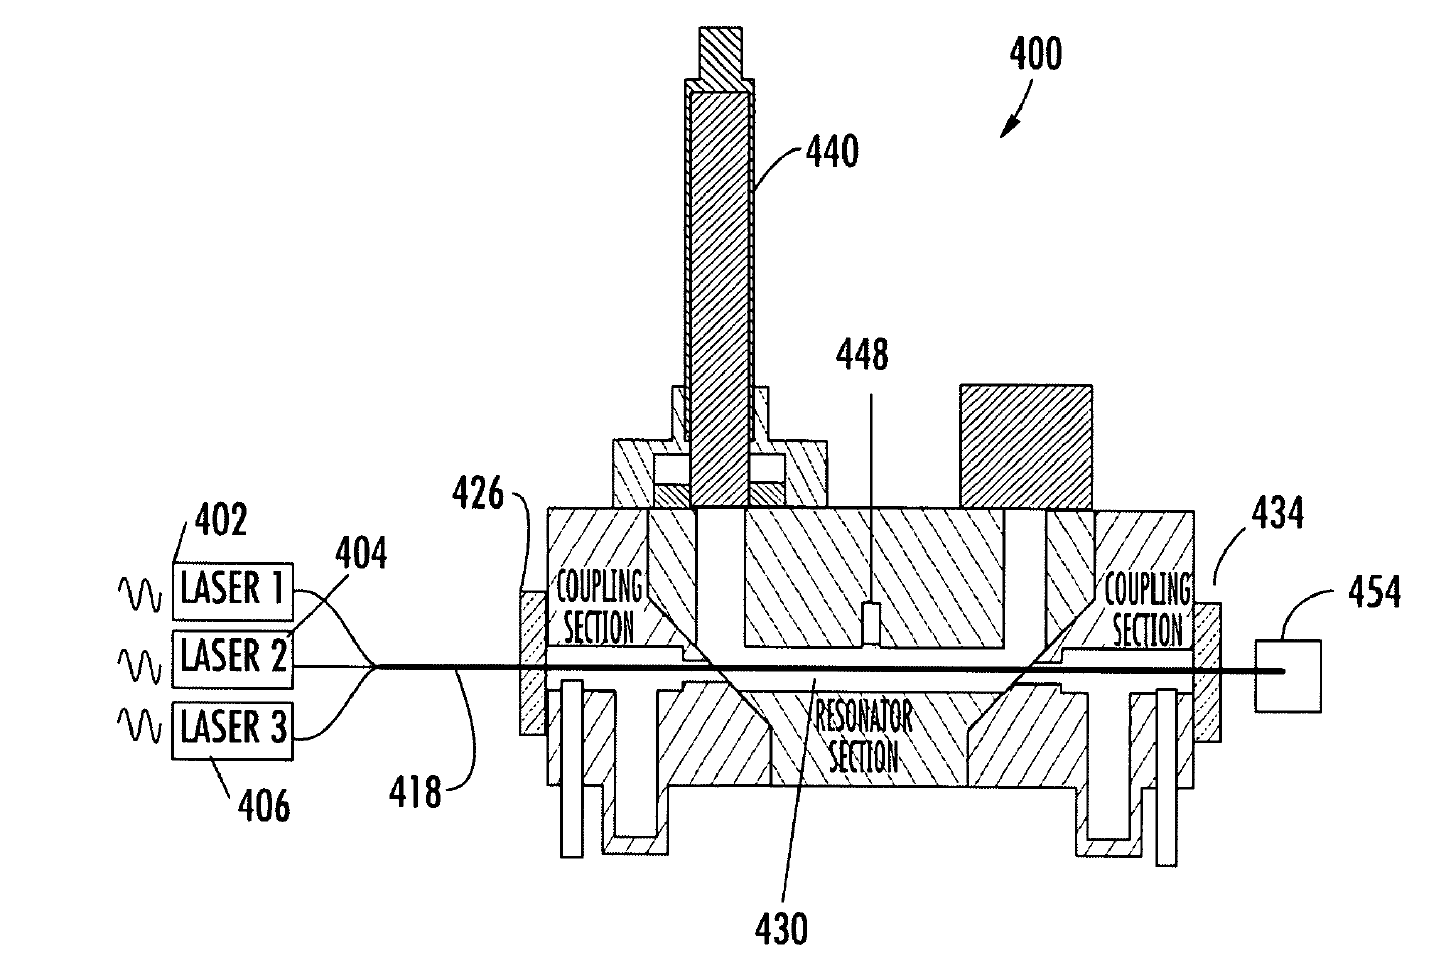 400
440
448
426
434
402
404
454
LASER 1
LASER 2
LASER 3
COUPLING
SECTION
COUPLING
SECTION
RESONATOR
SECTION
418
406
430